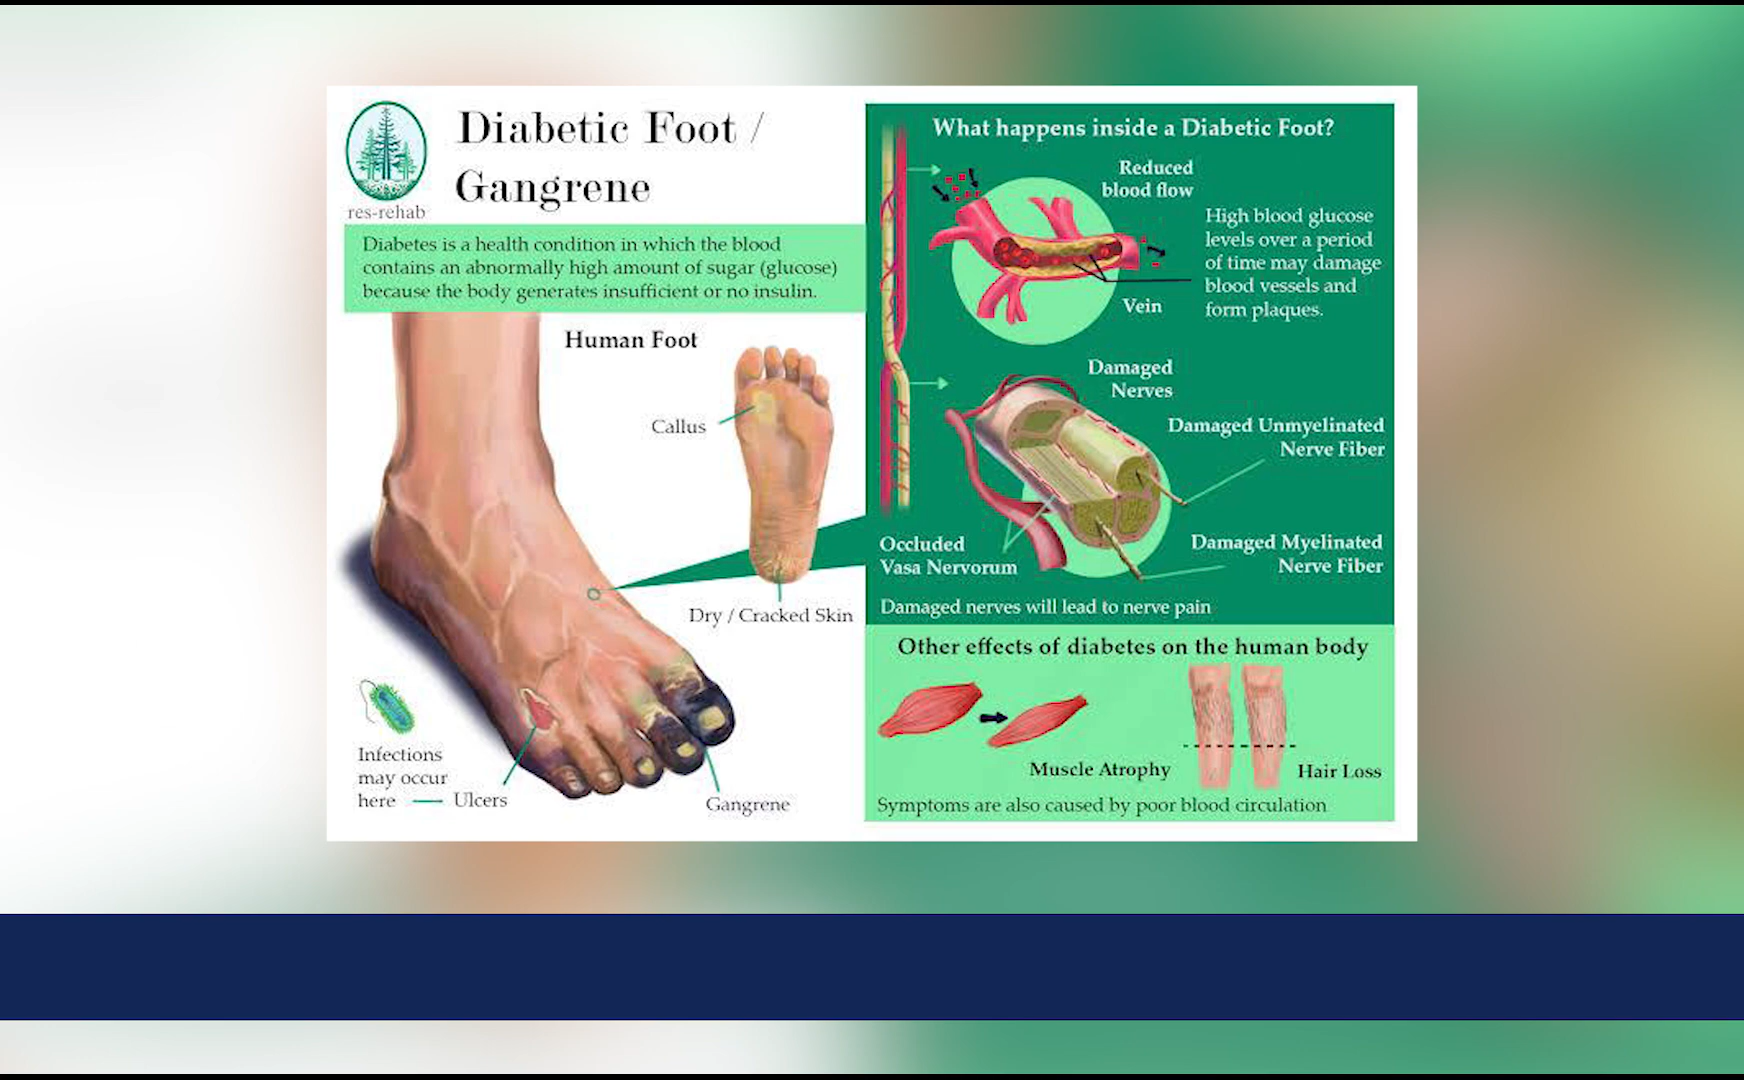 Diabetic Foot /
Gangrene
res-rehab
Diabetes is a health condition in which the blood
contains an abnormally high amount of sugar (glucose)
because the body generates insufficient or no insulin.
Human Foot
Callus
Dry / Cracked Skin
Infections
may occur
here
Ulcers
Gangrene
What happens inside a Diabetic Foot?
Reduced
blood flow
High blood glucose
levels over a period
of time may damage
blood vessels and
form plaques.
Vein
Damaged
Nerves
Damaged Unmyelinated
Nerve Fiber
Occluded
Vasa Nervorum
Damaged Myelinated
Nerve Fiber
Damaged nerves will lead to nerve pain
Other effects of diabetes on the human body
Muscle Atrophy
Hair Loss
Symptoms are also caused by poor blood circulation